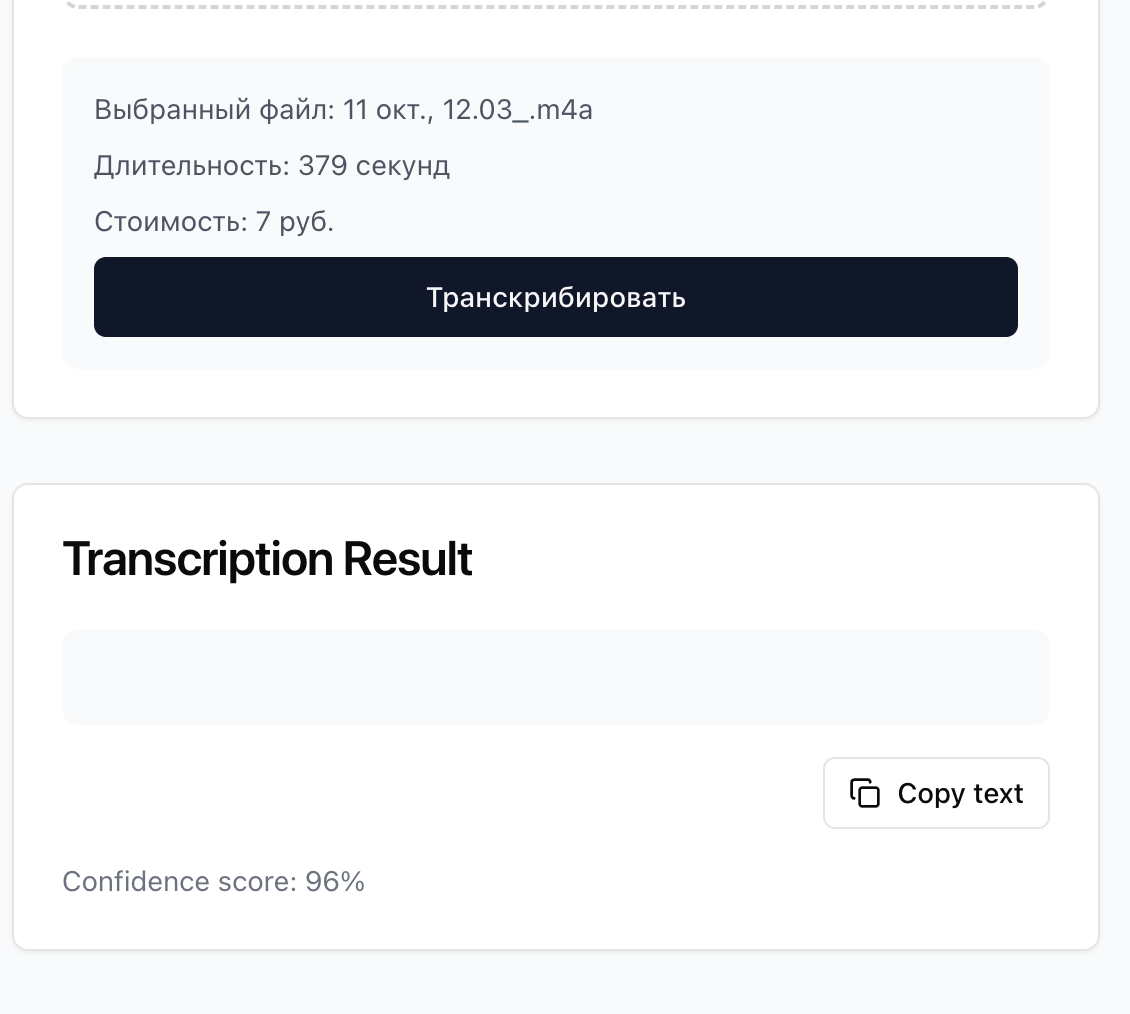 Выбранный файл: 11 окт., 12.03_.m4a
Длительность: 379 секунд
Стоимость: 7 руб.
Транскрибировать
Transcription Result
Copy text
Confidence score: 96%